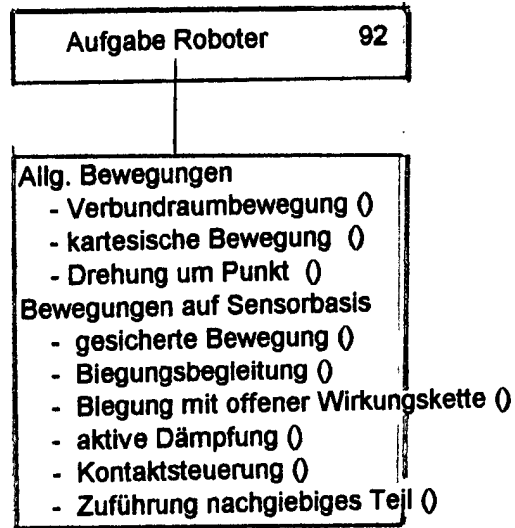 Aufgabe Roboter 92
Allg. Bewegungen
- Verbundraumbewegung ()
- kartesische Bewegung ()
- Drehung um Punkt ()
Bewegungen auf Sensorbasis
- gesicherte Bewegung ()
- Biegungsbegleitung ()
- Biegung mit offener Wirkungskette ()
- aktive Dämpfung ()
- Kontaktsteuerung ()
- Zuführung nachgiebiges Teil ()